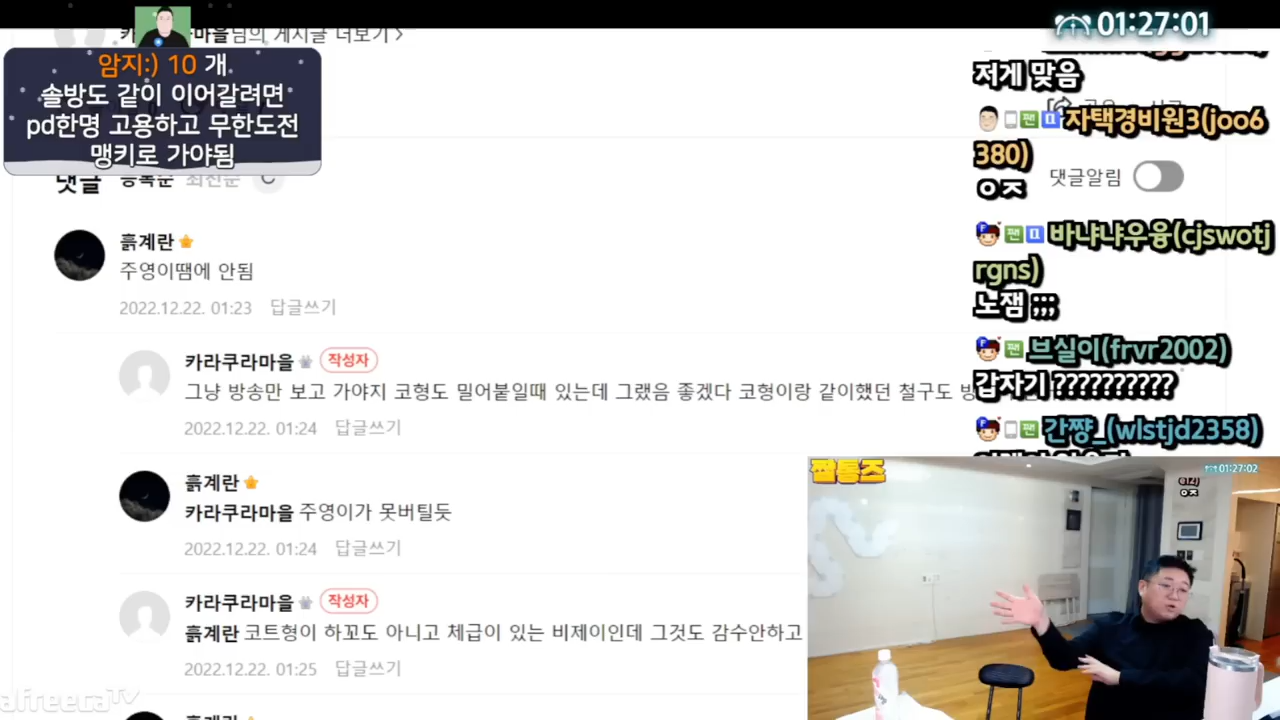 카라쿠라마을님의 게시글 더보기 >
01:27:01
암지:) 10 개
솔방도 같이 이어갈려면
pd한명 고용하고 무한도전
맹키로 가야됨
댓글 등록순 최신순
댓글알림
흙계란
주영이땜에 안됨
2022.12.22. 01:23 답글쓰기
카라쿠라마을 작성자
그냥 방송만 보고 가야지 코형도 밀어붙일때 있는데 그랬음 좋겠다 코형이랑 같이했던 철구도
2022.12.22. 01:24 답글쓰기
흙계란
카라쿠라마을 주영이가 못버틸듯
2022.12.22. 01:24 답글쓰기
카라쿠라마을 작성자
흙계란 코트형이 하꼬도 아니고 체급이 있는 비제이인데 그것도 감수안하고
2022.12.22. 01:25 답글쓰기
흙계란
저게 맞음
자택경비원3(joo6
380)
ㅇㅈ
바냐냐우웅(cjswotj
rgns)
노잼 ;;;
브실이(frvr2002)
갑자기 ??????????
간쨩_(wlstjd2358)
짤통즈
01:27:02
ㅇㅈ
afreecaTV